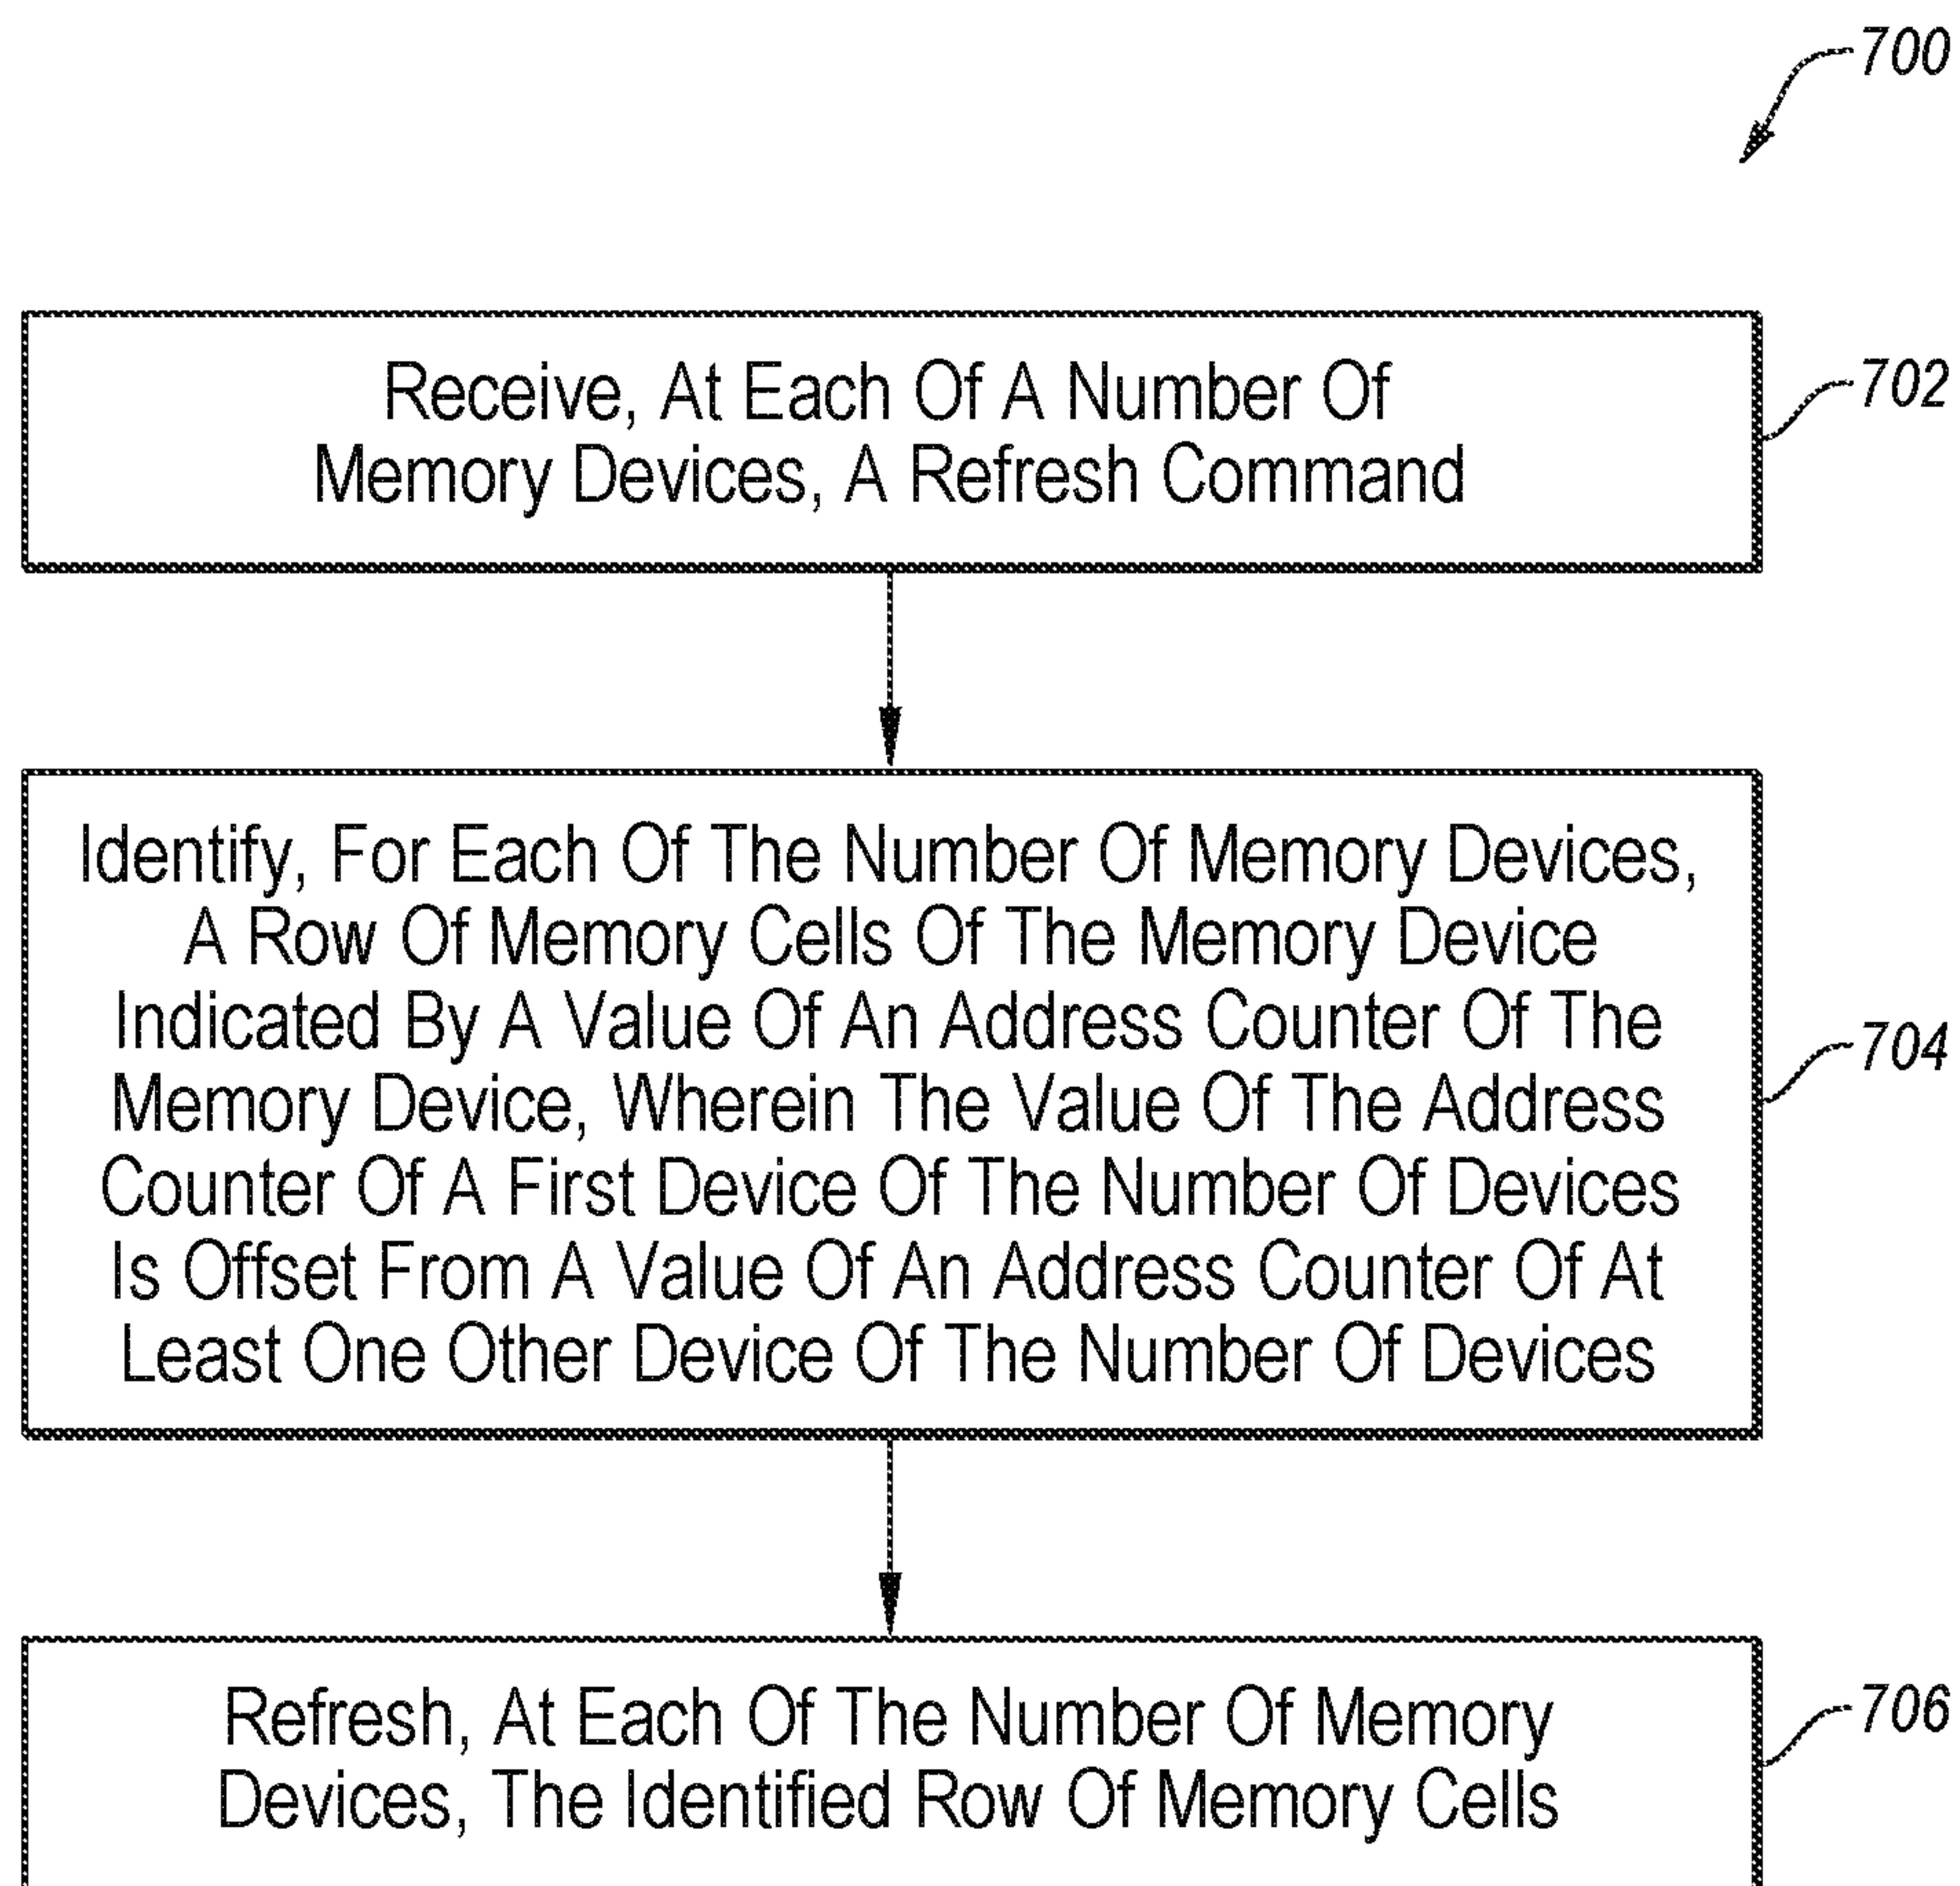 700
Receive, At Each Of A Number Of
Memory Devices, A Refresh Command
702
Identify, For Each Of The Number Of Memory Devices,
A Row Of Memory Cells Of The Memory Device
Indicated By A Value Of An Address Counter Of The
Memory Device, Wherein The Value Of The Address
Counter Of A First Device Of The Number Of Devices
Is Offset From A Value Of An Address Counter Of At
Least One Other Device Of The Number Of Devices
704
Refresh, At Each Of The Number Of Memory
Devices, The Identified Row Of Memory Cells
706